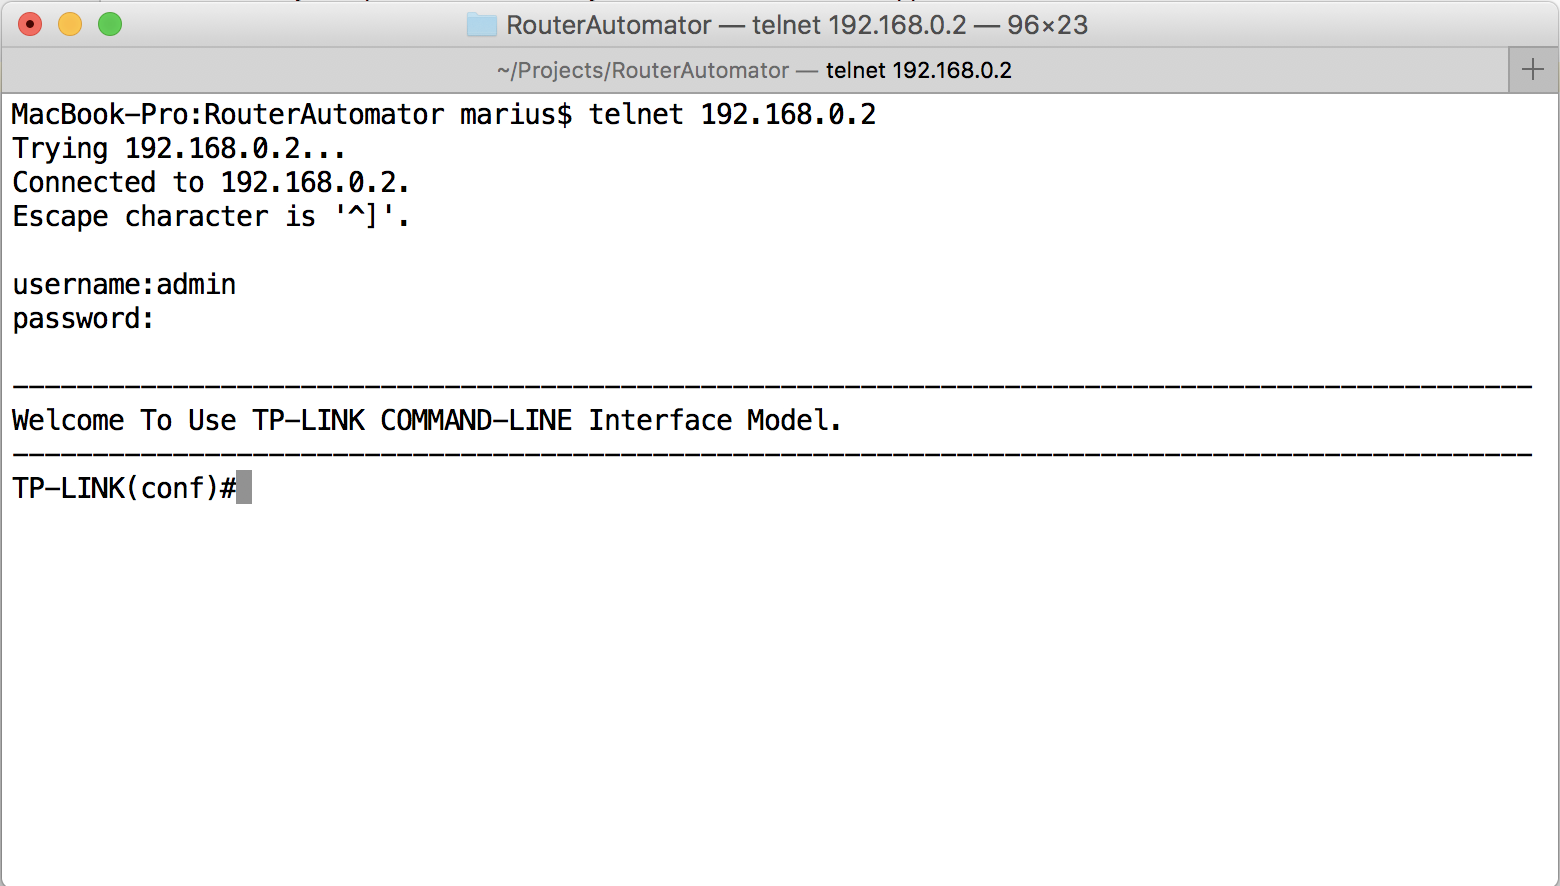 RouterAutomator — telnet 192.168.0.2 — 96×23
~/Projects/RouterAutomator — telnet 192.168.0.2
MacBook-Pro:RouterAutomator marius$ telnet 192.168.0.2
Trying 192.168.0.2...
Connected to 192.168.0.2.
Escape character is '^]'.
username:admin
password:
-----------------------------------------------------------------------------------------------
Welcome To Use TP-LINK COMMAND-LINE Interface Model.
-----------------------------------------------------------------------------------------------
TP-LINK(conf)#